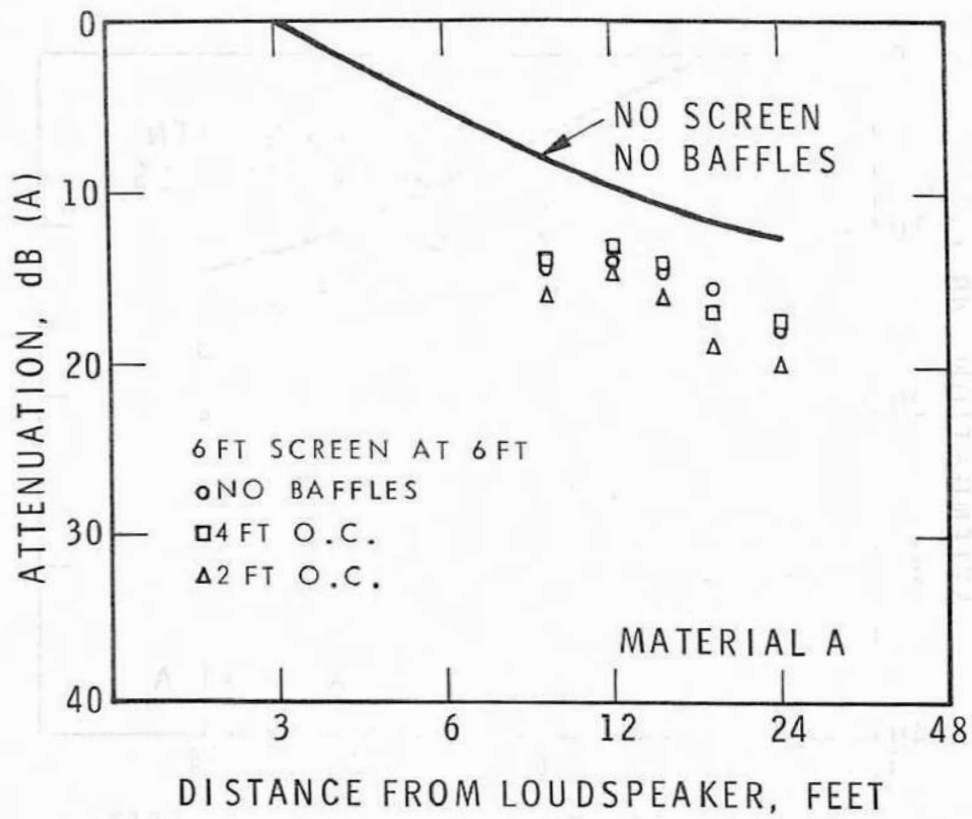 0
10
20
30
40
ATTENUATION, dB (A)
NO SCREEN
NO BAFFLES
6 FT SCREEN AT 6 FT
NO BAFFLES
4 FT O.C.
2 FT O.C.
MATERIAL A
3 6 12 24 48
DISTANCE FROM LOUDSPEAKER, FEET